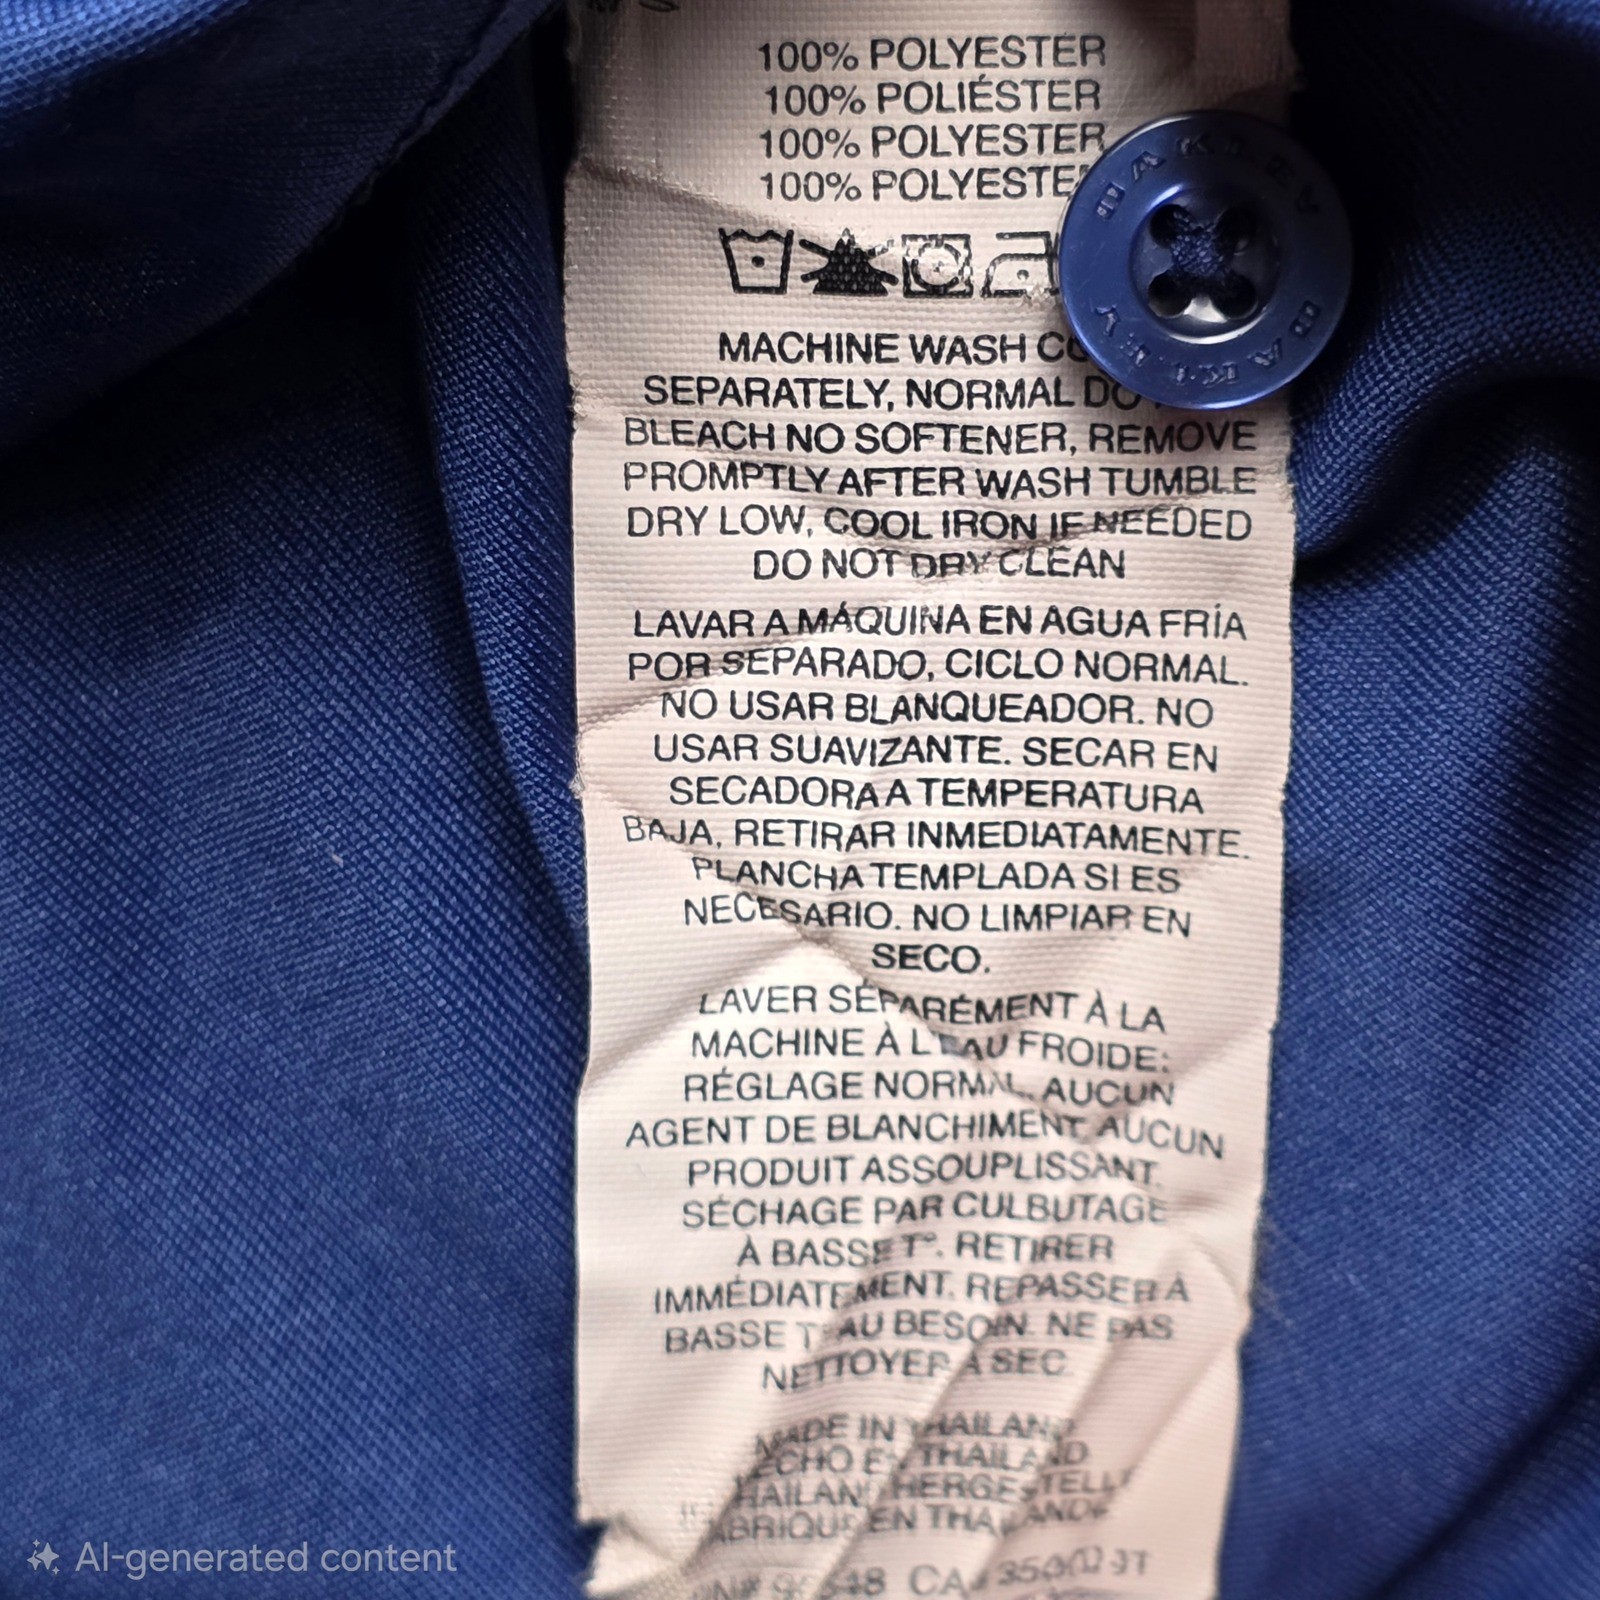 100% POLYESTER
100% POLIÉSTER
100% POLYESTER
100% POLYESTE
MACHINE WASH
SEPARATELY, NORMAL DO
BLEACH NO SOFTENER, REMOVE
PROMPTLY AFTER WASH TUMBLE
DRY LOW, COOL IRON IF NEEDED
DO NOT DRY CLEAN
LAVAR A MÁQUINA EN AGUA FRÍA
POR SEPARADO, CICLO NORMAL.
NO USAR BLANQUEADOR. NO
USAR SUAVIZANTE. SECAR EN
SECADORA A TEMPERATURA
BAJA, RETIRAR INMEDIATAMENTE.
PLANCHA TEMPLADA SI ES
NECESARIO. NO LIMPIAR EN
SECO.
LAVER SÉPARÉMENT À LA
MACHINE À L'EAU FROIDE:
RÉGLAGE NORMAL. AUCUN
AGENT DE BLANCHIMENT AUCUN
PRODUIT ASSOUPLISSANT.
SÉCHAGE PAR CULBUTAGE
À BASSE T°. RETIRER
IMMÉDIATEMENT. REPASSER À
BASSE T° AU BESOIN. NE PAS
NETTOYER À SEC
MADE IN THAILAND
EN THAILAND
EN
CA
OAKLEY
OAKLEY
AI-generated content